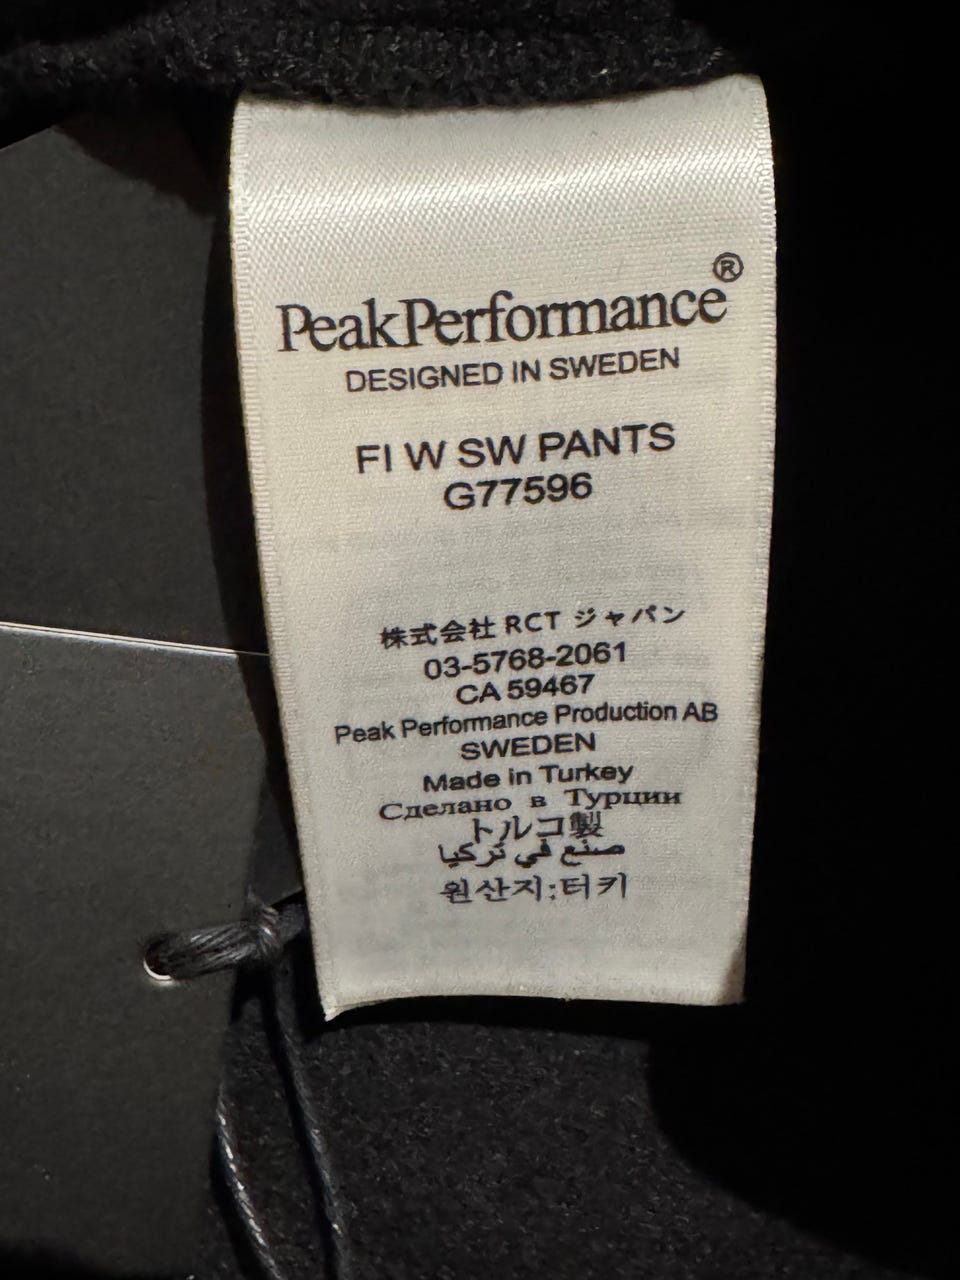 PeakPerformance®
DESIGNED IN SWEDEN
FI W SW PANTS
G77596
株式会社 RCT ジャパン
03-5768-2061
CA 59467
Peak Performance Production AB
SWEDEN
Made in Turkey
Сделано в Турции
トルコ製
صنع في تركيا
원산지:터키